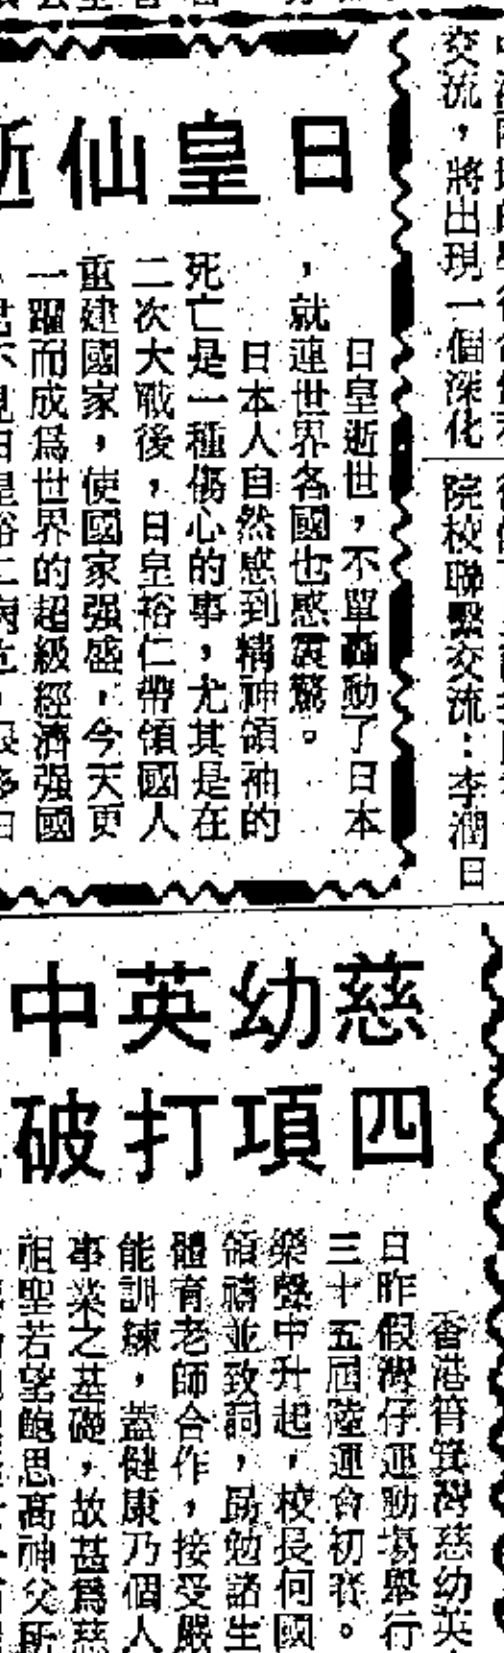 交流，將出現一個深化
院校聯繫交流：李潤日
日皇仙逝
日皇逝世，不單轟動了日本
，就連世界各國也感震驚。
日本人自然感到精神領袖的
死亡是一種傷心的事，尤其是在
二次大戰後，日皇裕仁帶領國人
重建國家，使國家强盛，今天更
一躍而成爲世界的超級經濟强國
慈幼英中
四項打破
香港筲箕灣慈幼英
日昨假灣仔運動場舉行
三十五屆陸運會初賽。
樂聲中升起，校長何國
領禱並致詞，勗勉諸生
體育老師合作，接受嚴
能訓練，蓋健康乃個人
事業之基礎，故甚爲慈
祖聖若望鮑思高神父所